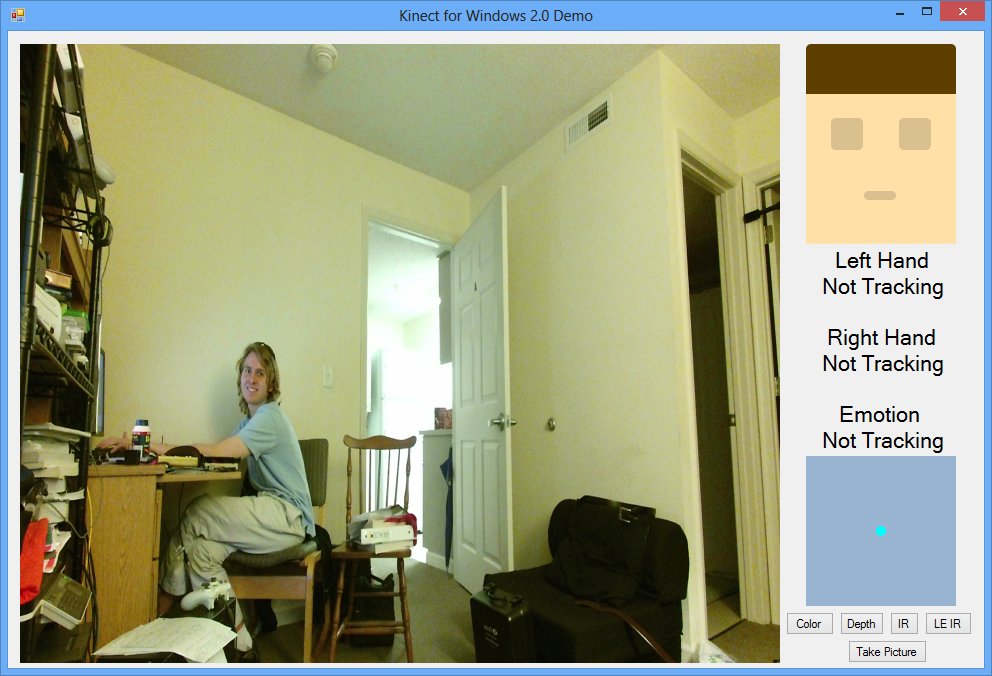 Kinect for Windows 2.0 Demo
Left Hand
Not Tracking
Right Hand
Not Tracking
Emotion
Not Tracking
Color Depth IR LE IR
Take Picture